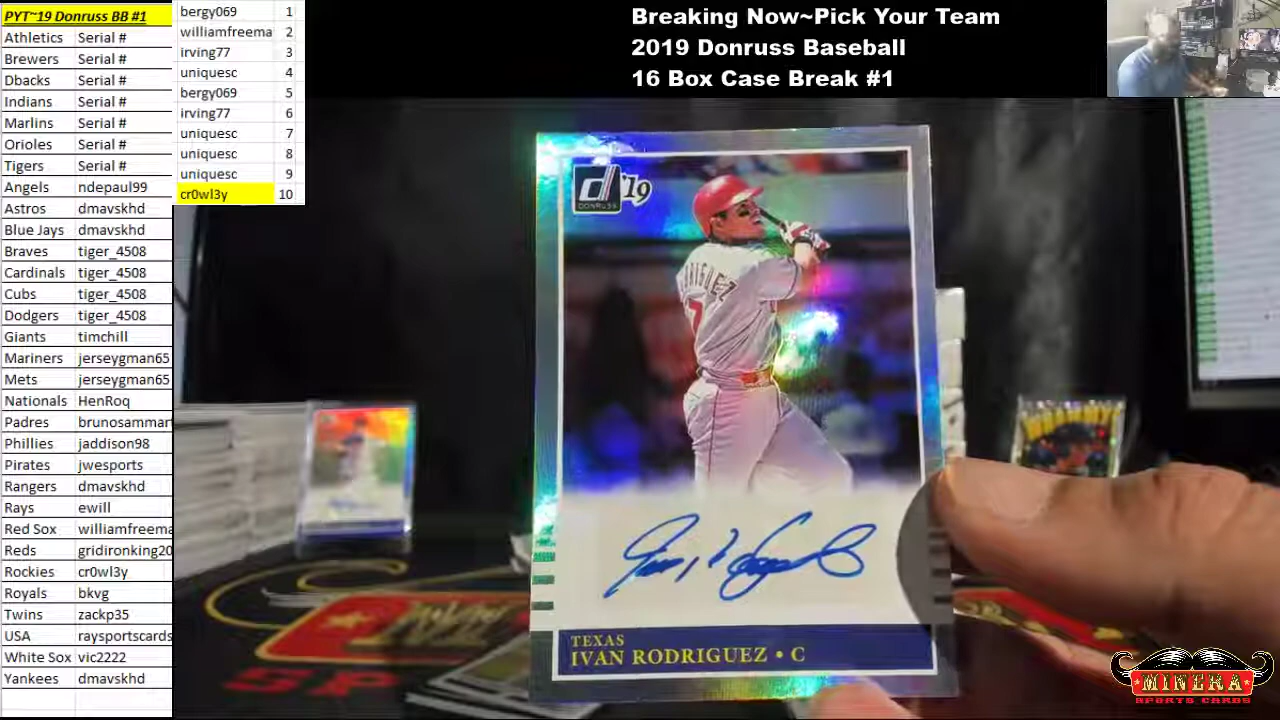 PYT~19 Donruss BB #1
Athletics Serial #
Brewers Serial #
Dbacks Serial #
Indians Serial #
Marlins Serial #
Orioles Serial #
Tigers Serial #
Angels ndepaul99
Astros dmavskhd
Blue Jays dmavskhd
Braves tiger_4508
Cardinals tiger_4508
Cubs tiger_4508
Dodgers tiger_4508
Giants timchill
Mariners jerseygman65
Mets jerseygman65
Nationals HenRoq
Padres brunosammar
Phillies jaddison98
Pirates jwesports
Rangers dmavskhd
Rays ewill
Red Sox williamfreema
Reds gridironking20
Rockies cr0wl3y
Royals bkvg
Twins zackp35
USA raysportscards
White Sox vic2222
Yankees dmavskhd
bergy069 1
williamfreema 2
irving77 3
uniquesc 4
bergy069 5
irving77 6
uniquesc 7
uniquesc 8
uniquesc 9
cr0wl3y 10
Breaking Now~Pick Your Team
2019 Donruss Baseball
16 Box Case Break #1
d '19
DONRUSS
RODRIGUEZ
7
TEXAS
IVAN RODRIGUEZ • C
MINERA
SPORTS CARDS